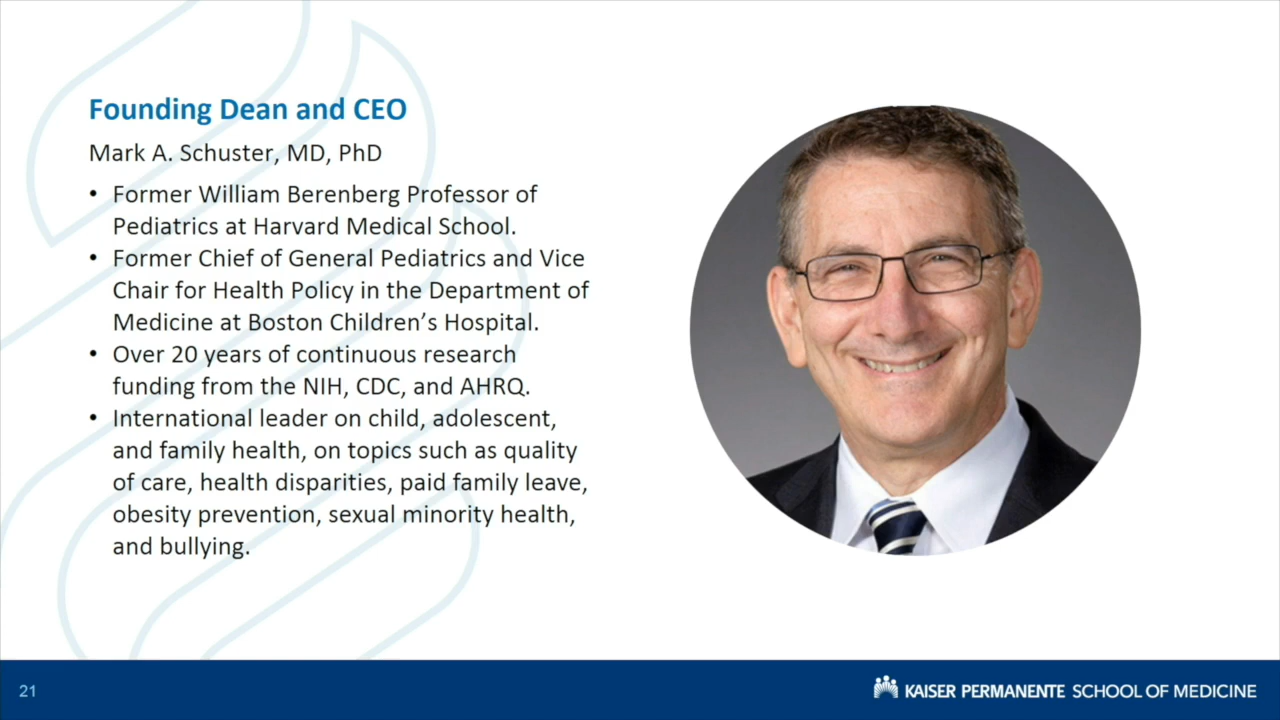 Founding Dean and CEO
Mark A. Schuster, MD, PhD
• Former William Berenberg Professor of
Pediatrics at Harvard Medical School.
• Former Chief of General Pediatrics and Vice
Chair for Health Policy in the Department of
Medicine at Boston Children’s Hospital.
• Over 20 years of continuous research
funding from the NIH, CDC, and AHRQ.
• International leader on child, adolescent,
and family health, on topics such as quality
of care, health disparities, paid family leave,
obesity prevention, sexual minority health,
and bullying.
21
KAISER PERMANENTE SCHOOL OF MEDICINE